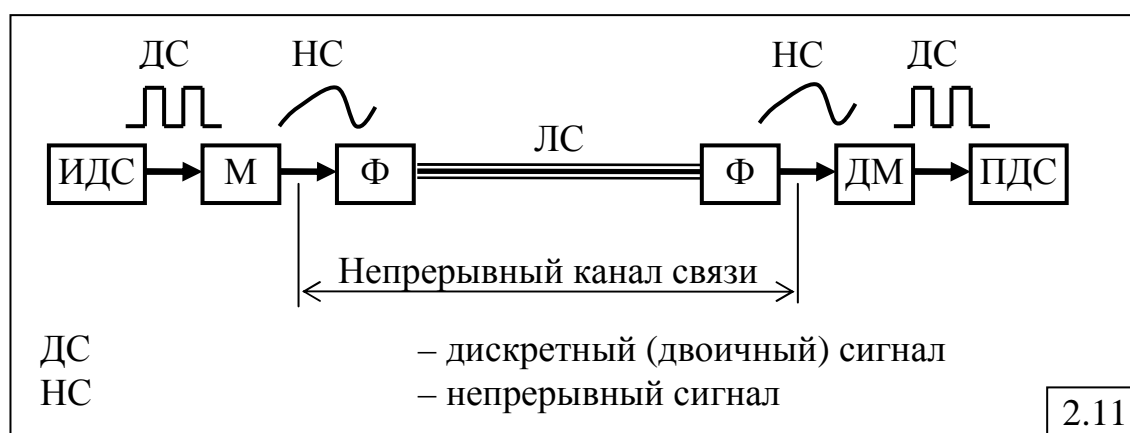 ДС НС НС ДС
ЛС
ИДС М Ф Ф ДМ ПДС
Непрерывный канал связи
ДС – дискретный (двоичный) сигнал
НС – непрерывный сигнал
2.11